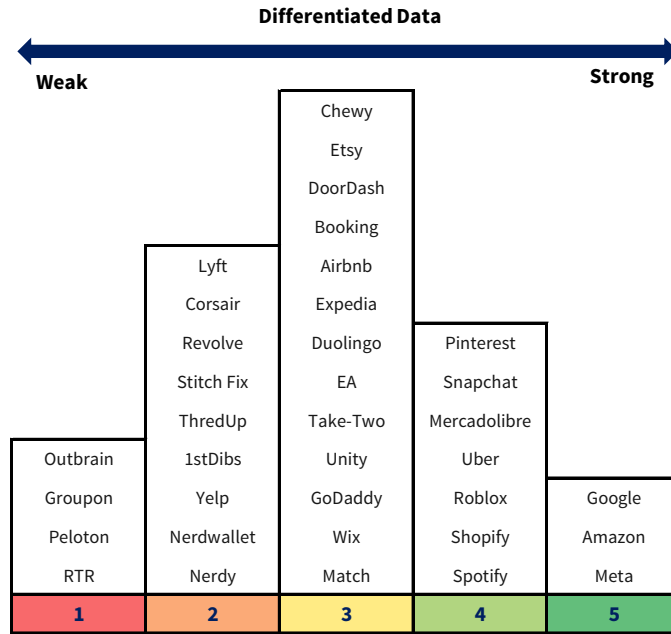 Differentiated Data
Weak
Strong
Outbrain
Groupon
Peloton
RTR
1
Lyft
Corsair
Revolve
Stitch Fix
ThredUp
1stDibs
Yelp
Nerdwallet
Nerdy
2
Chewy
Etsy
DoorDash
Booking
Airbnb
Expedia
Duolingo
EA
Take-Two
Unity
GoDaddy
Wix
Match
3
Pinterest
Snapchat
Mercadolibre
Uber
Roblox
Shopify
Spotify
4
Google
Amazon
Meta
5